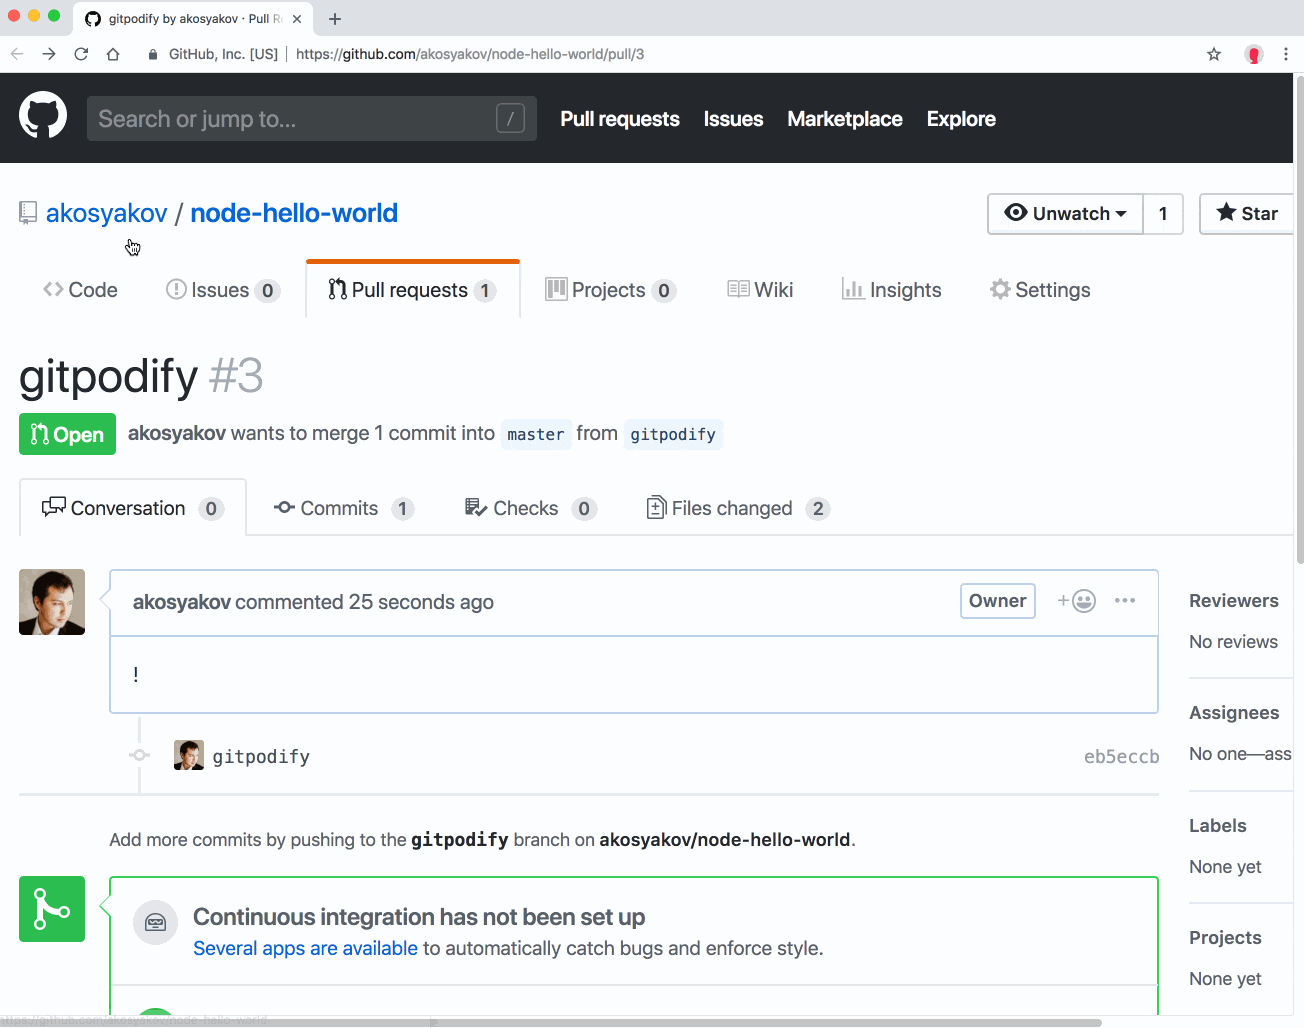 gitpodify by akosyakov · Pull R
GitHub, Inc. [US] https://github.com/akosyakov/node-hello-world/pull/3
Search or jump to... /
Pull requests Issues Marketplace Explore
akosyakov / node-hello-world
Unwatch 1 Star
Code Issues 0 Pull requests 1 Projects 0 Wiki Insights Settings
gitpodify #3
Open akosyakov wants to merge 1 commit into master from gitpodify
Conversation 0 Commits 1 Checks 0 Files changed 2
akosyakov commented 25 seconds ago Owner
!
gitpodify eb5eccb
Reviewers
No reviews
Assignees
No one—ass
Labels
None yet
Projects
None yet
Add more commits by pushing to the gitpodify branch on akosyakov/node-hello-world.
Continuous integration has not been set up
Several apps are available to automatically catch bugs and enforce style.
https://github.com/akosyakov/node-hello-world